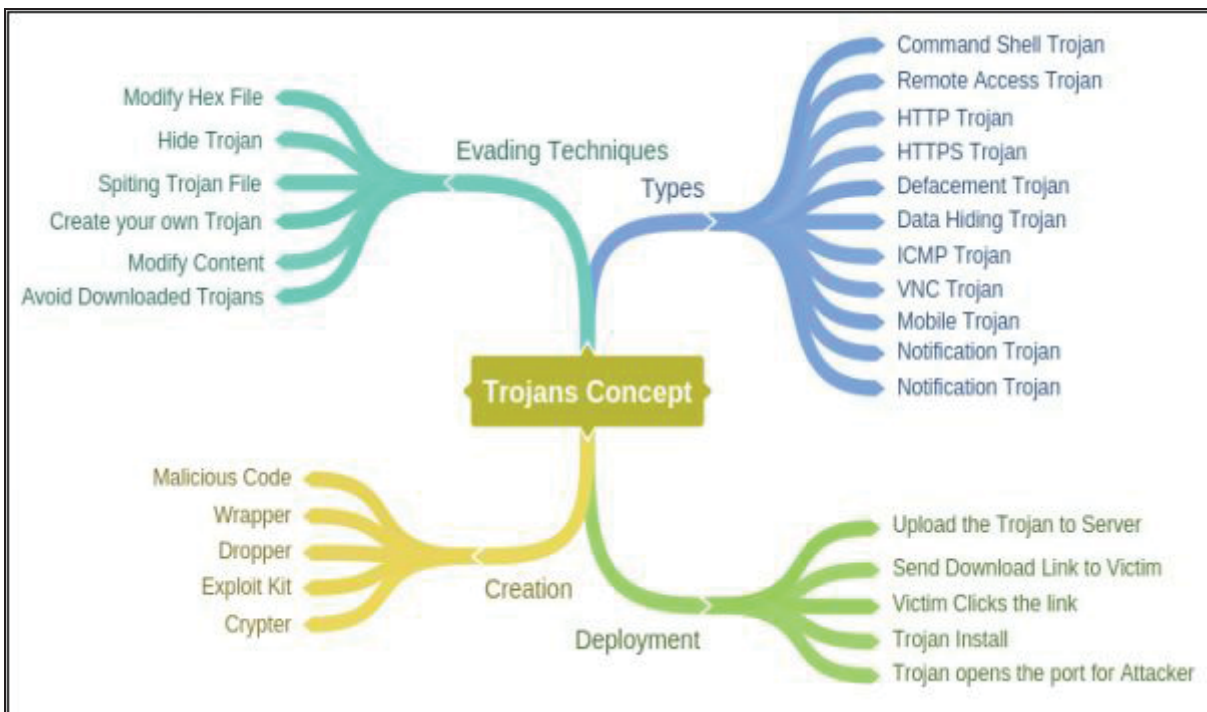 Modify Hex File
Hide Trojan
Spiting Trojan File
Create your own Trojan
Modify Content
Avoid Downloaded Trojans
Evading Techniques
Types
Command Shell Trojan
Remote Access Trojan
HTTP Trojan
HTTPS Trojan
Defacement Trojan
Data Hiding Trojan
ICMP Trojan
VNC Trojan
Mobile Trojan
Notification Trojan
Notification Trojan
Trojans Concept
Malicious Code
Wrapper
Dropper
Exploit Kit
Crypter
Creation
Deployment
Upload the Trojan to Server
Send Download Link to Victim
Victim Clicks the link
Trojan Install
Trojan opens the port for Attacker